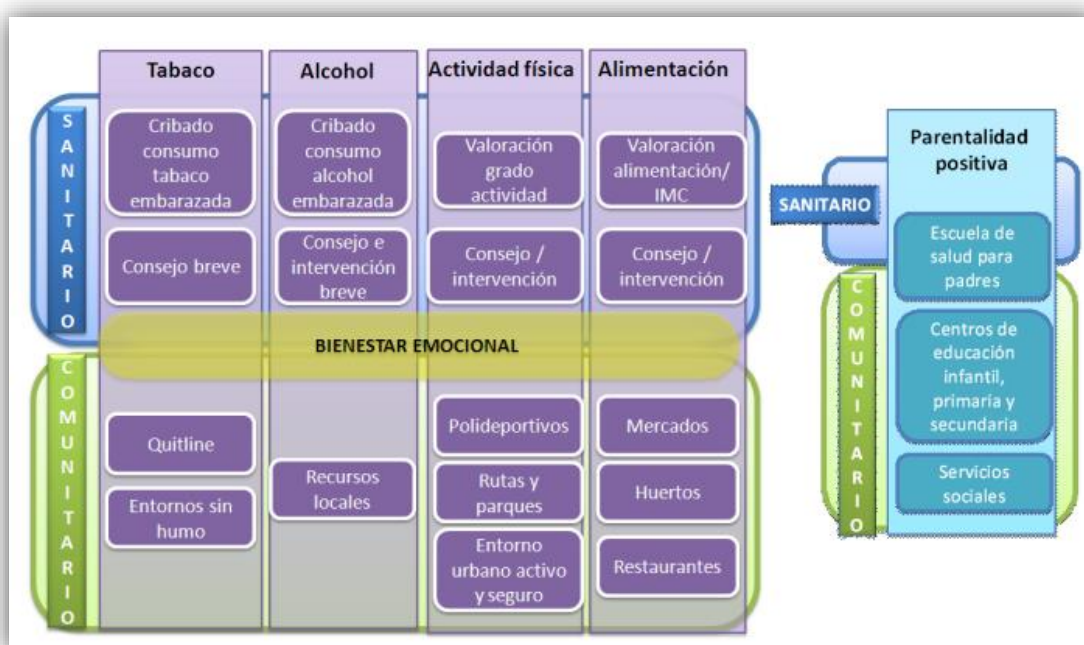 Tabaco
Alcohol
Actividad física
Alimentación
SANITARIO
Cribado
consumo
tabaco
embarazada
Cribado
consumo
alcohol
embarazada
Valoración
grado
actividad
Valoración
alimentación/
IMC
Consejo breve
Consejo e
intervención
breve
Consejo /
intervención
Consejo /
intervención
BIENESTAR EMOCIONAL
COMUNITARIO
Quitline
Entornos sin
humo
Recursos
locales
Polideportivos
Rutas y
parques
Entorno
urbano activo
y seguro
Mercados
Huertos
Restaurantes
Parentalidad
positiva
SANITARIO
Escuela de
salud para
padres
COMUNITARIO
Centros de
educación
infantil,
primaria y
secundaria
Servicios
sociales